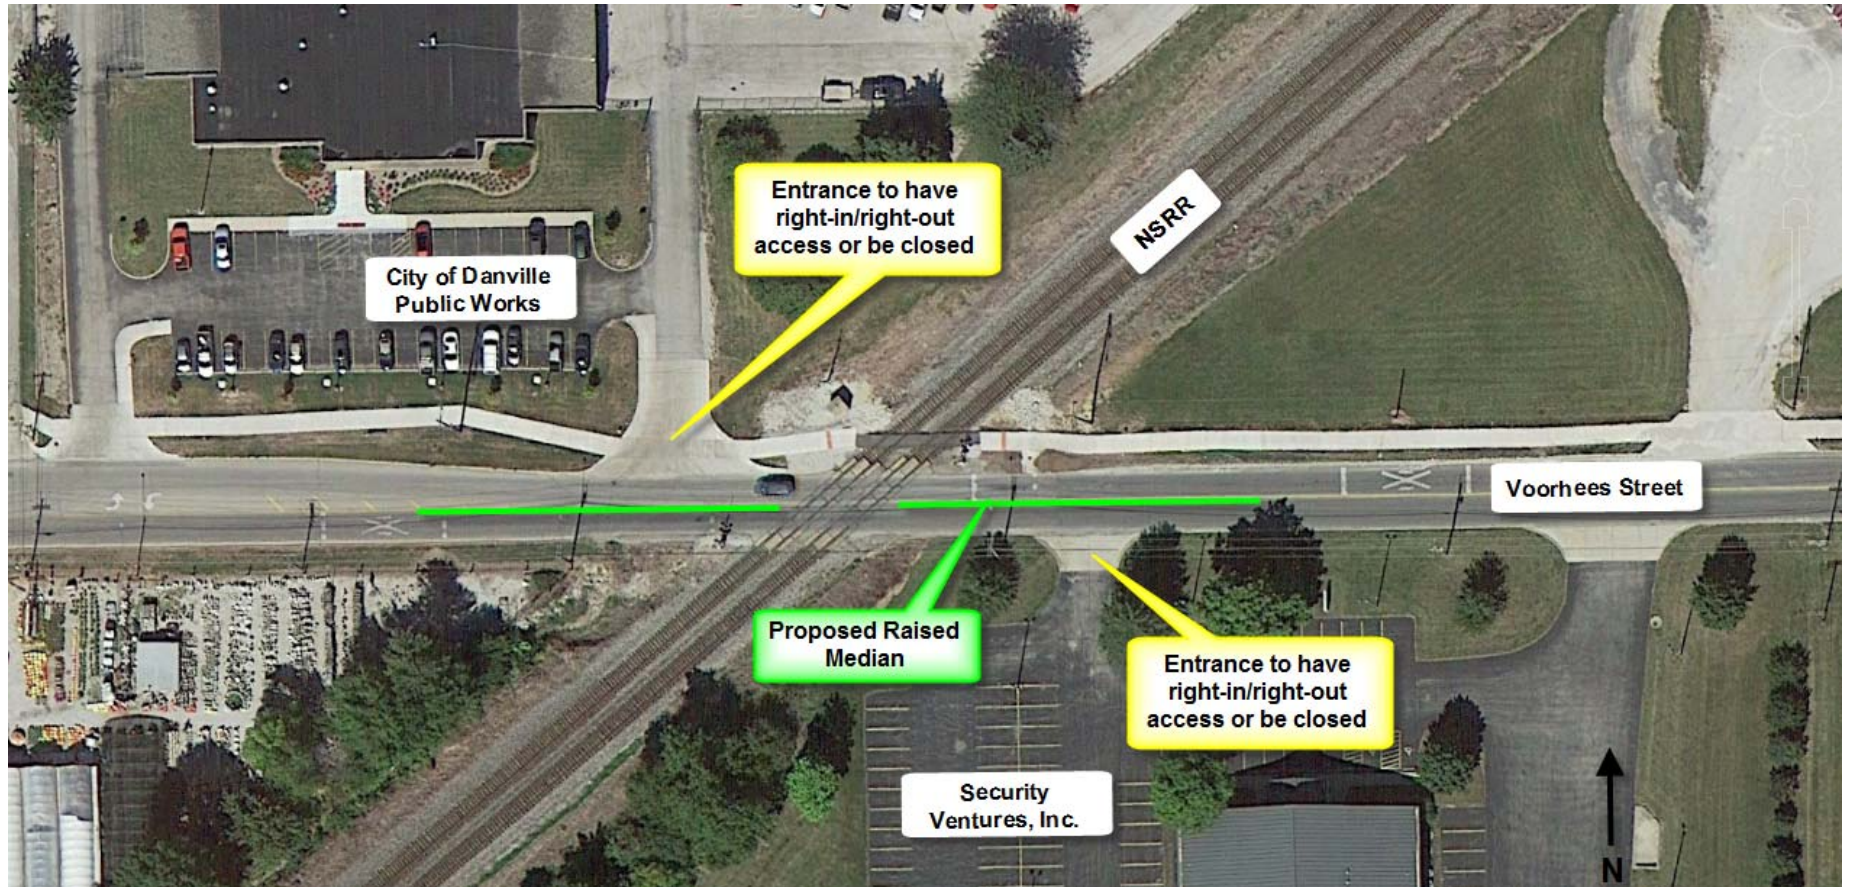 Entrance to have
right-in/right-out
access or be closed
NSRR
City of Danville
Public Works
Voorhees Street
Proposed Raised
Median
Entrance to have
right-in/right-out
access or be closed
Security
Ventures, Inc.
N